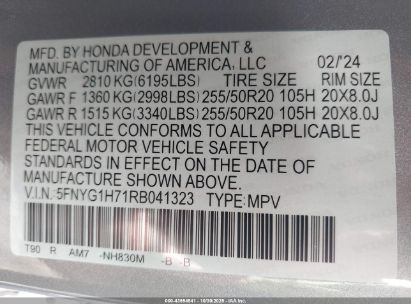 MFD. BY HONDA DEVELOPMENT &
MANUFACTURING OF AMERICA, LLC 02/'24
GVWR 2810 KG(6195LBS) TIRE SIZE RIM SIZE
GAWR F 1360 KG(2998LBS) 255/50R20 105H 20X8.0J
GAWR R 1515 KG(3340LBS) 255/50R20 105H 20X8.0J
THIS VEHICLE CONFORMS TO ALL APPLICABLE
FEDERAL MOTOR VEHICLE SAFETY
STANDARDS IN EFFECT ON THE DATE OF
MANUFACTURE SHOWN ABOVE.
V.I.N.: 5FNYG1H71RB041323 TYPE: MPV
T90 R AM7 -NH830M -B -B